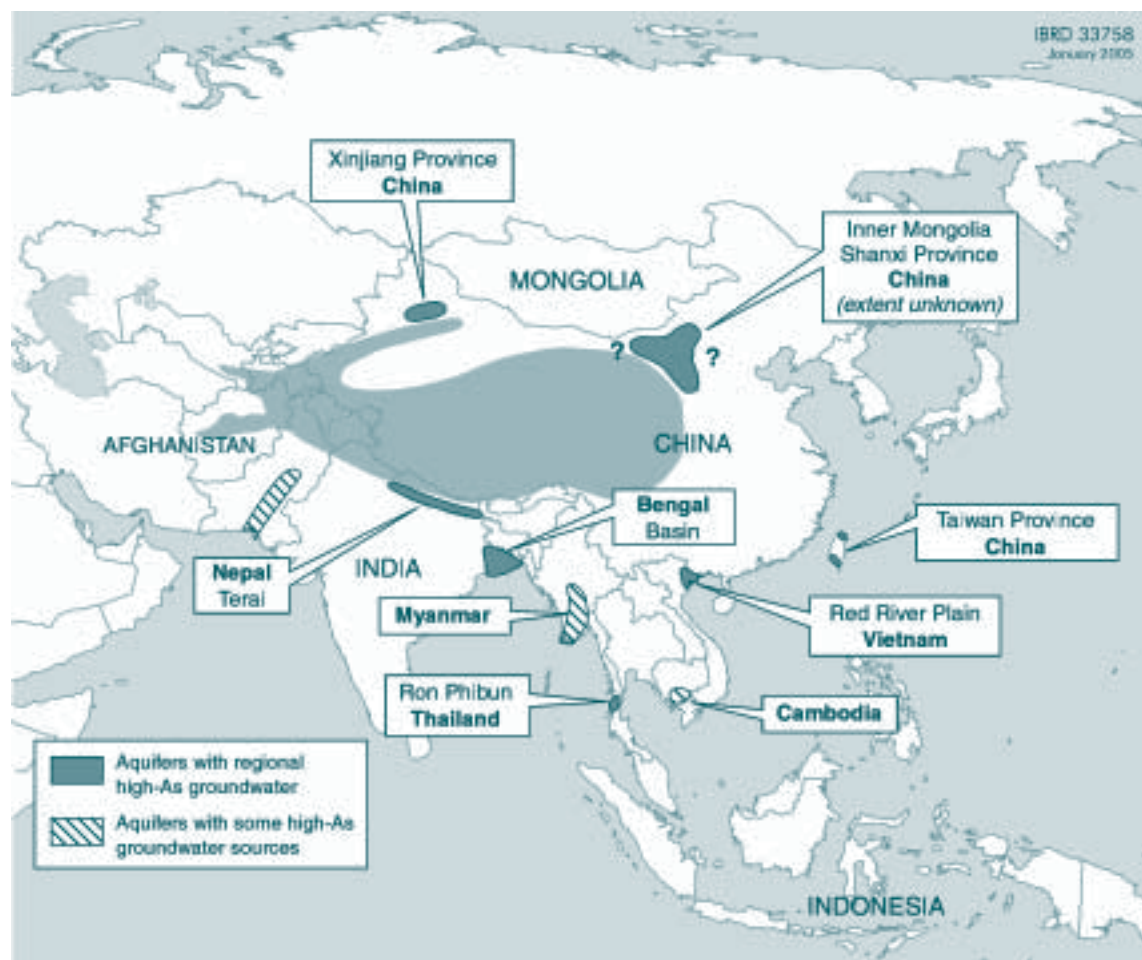 IBRD 33758
January 2005
Xinjiang Province
China
Inner Mongolia
Shanxi Province
China
(extent unknown)
MONGOLIA
?
?
AFGHANISTAN
CHINA
Bengal
Basin
Taiwan Province
China
Nepal
Terai
INDIA
Myanmar
Red River Plain
Vietnam
Ron Phibun
Thailand
Cambodia
Aquifers with regional
high-As groundwater
Aquifers with some high-As
groundwater sources
INDONESIA